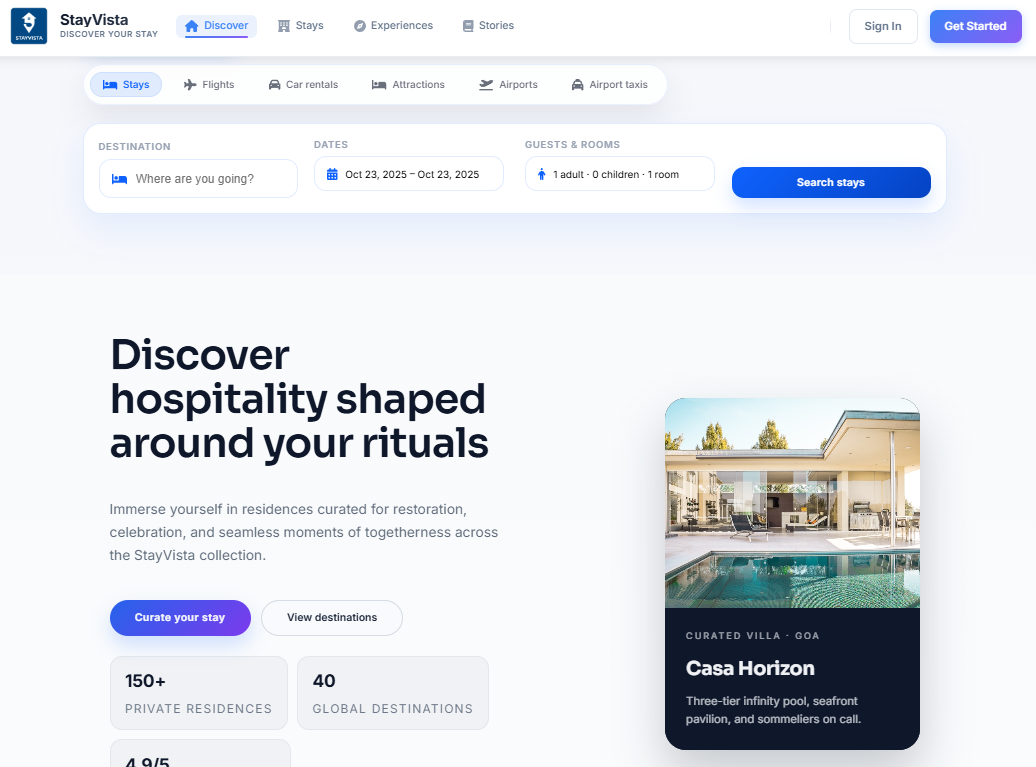 STAYVISTA
StayVista
DISCOVER YOUR STAY
Discover
Stays
Experiences
Stories
Sign In
Get Started
Stays
Flights
Car rentals
Attractions
Airports
Airport taxis
DESTINATION
Where are you going?
DATES
Oct 23, 2025 – Oct 23, 2025
GUESTS & ROOMS
1 adult · 0 children · 1 room
Search stays
Discover
hospitality shaped
around your rituals
Immerse yourself in residences curated for restoration,
celebration, and seamless moments of togetherness across
the StayVista collection.
Curate your stay
View destinations
150+
PRIVATE RESIDENCES
40
GLOBAL DESTINATIONS
4.9/5
CURATED VILLA · GOA
Casa Horizon
Three-tier infinity pool, seafront
pavilion, and sommeliers on call.